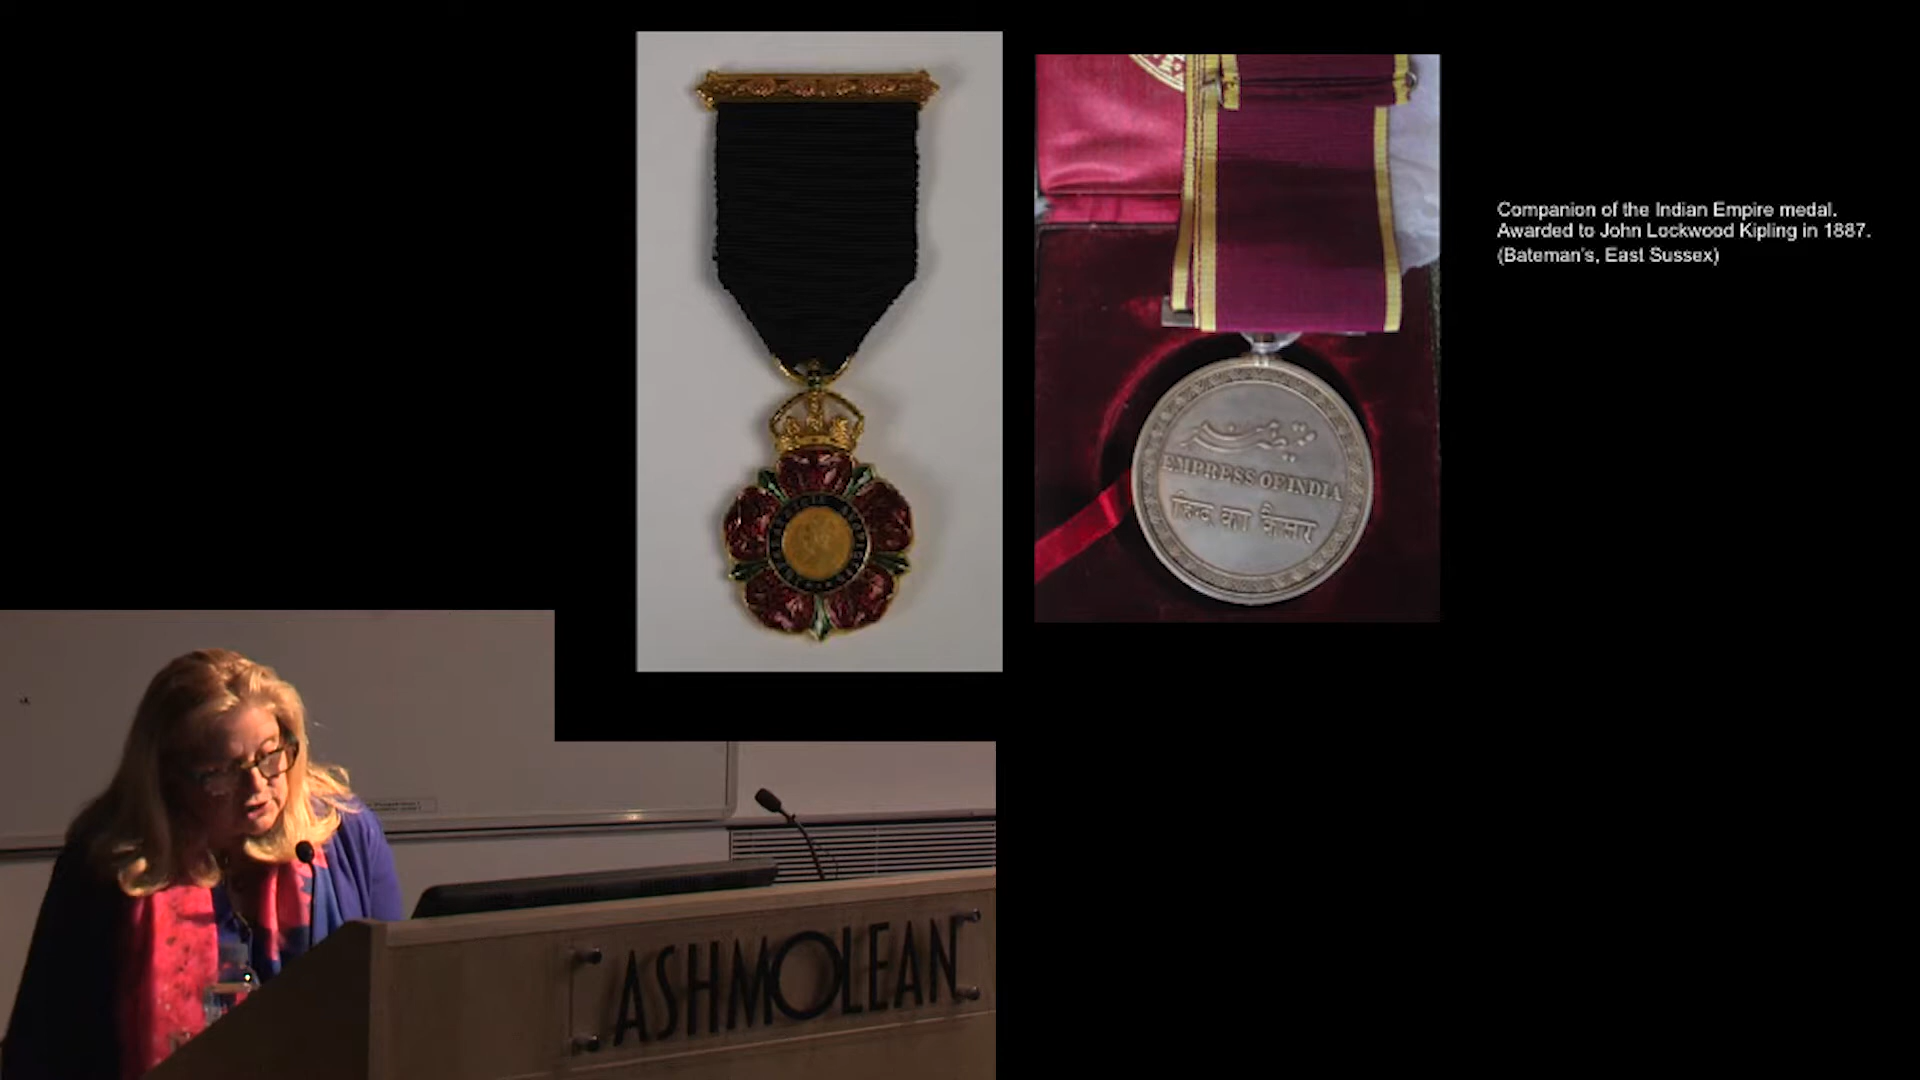 Companion of the Indian Empire medal.
Awarded to John Lockwood Kipling in 1887.
(Bateman's, East Sussex)
EMPRESS OF INDIA
हिन्द का कैसर
ASHMOLEAN